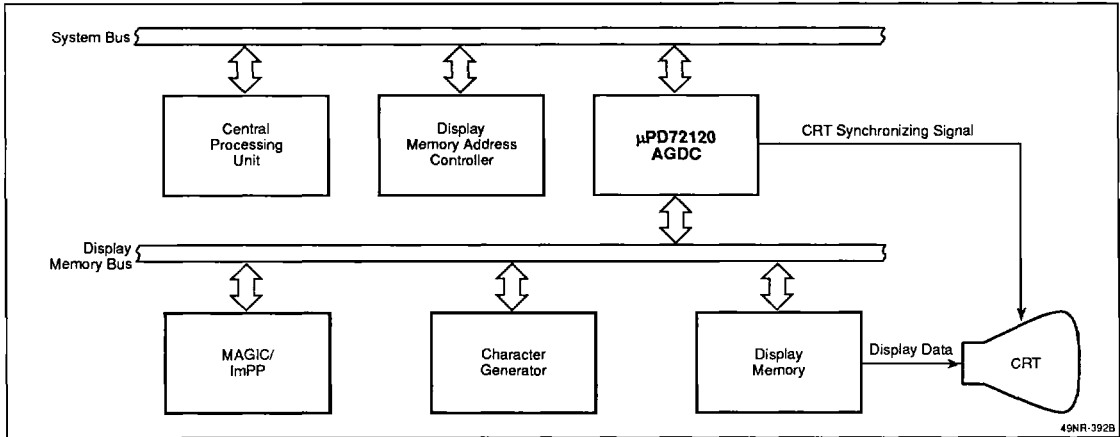 System Bus
Central
Processing
Unit
Display
Memory Address
Controller
μPD72120
AGDC
CRT Synchronizing Signal
Display
Memory Bus
MAGIC/
ImPP
Character
Generator
Display
Memory
Display Data
CRT
49NR-392B